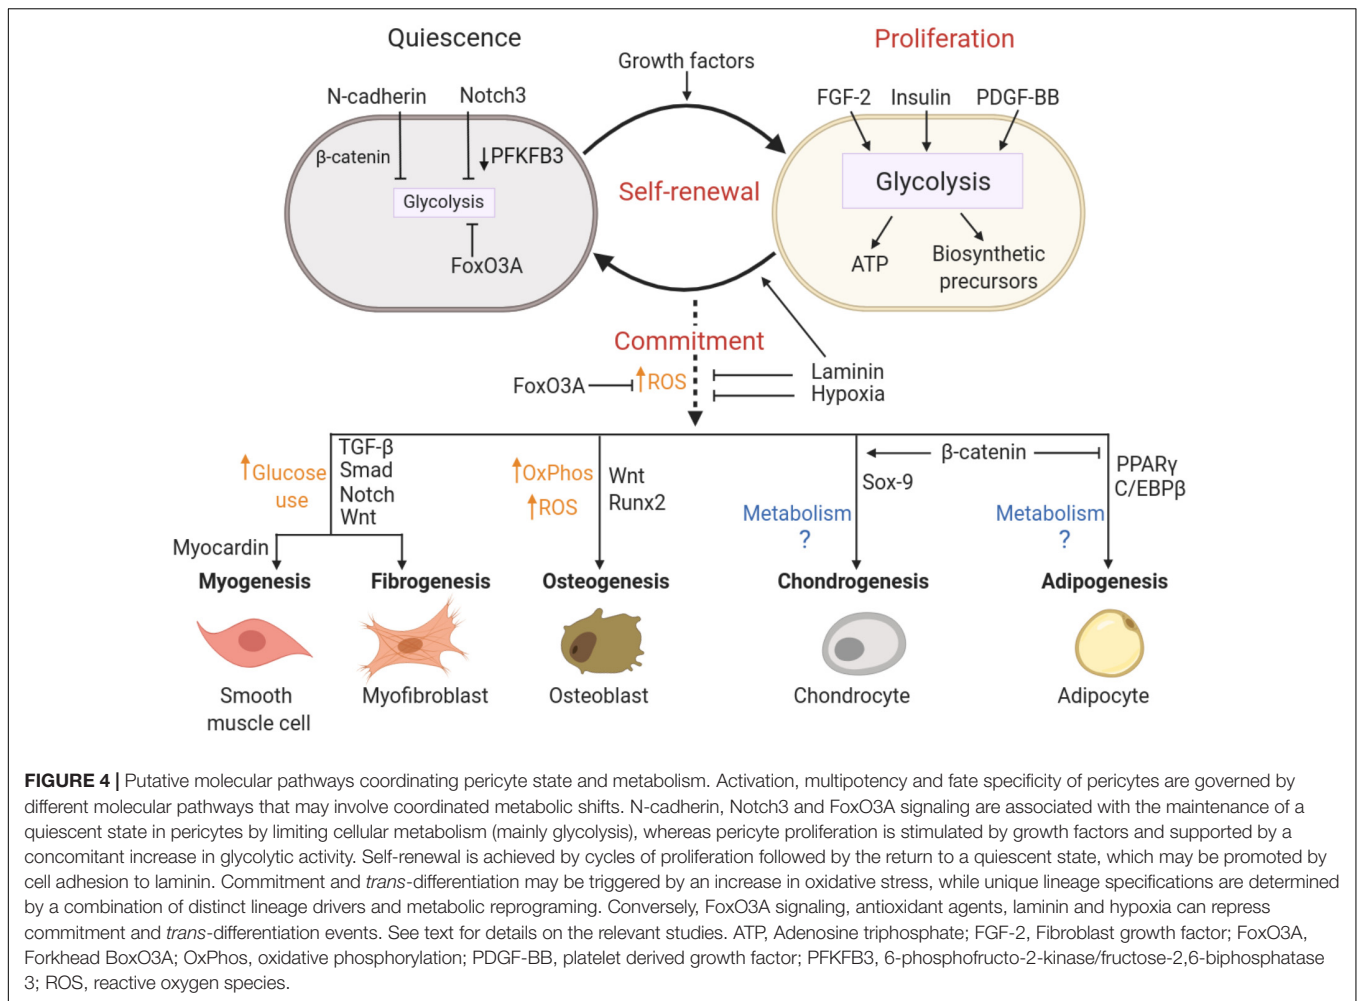 Quiescence
Proliferation
Growth factors
N-cadherin
Notch3
FGF-2
Insulin
PDGF-BB
β-catenin
↓PFKFB3
Glycolysis
FoxO3A
Self-renewal
Glycolysis
ATP
Biosynthetic
precursors
Commitment
FoxO3A
↑ROS
Laminin
Hypoxia
↑Glucose
use
TGF-β
Smad
Notch
Wnt
↑OxPhos
↑ROS
Wnt
Runx2
β-catenin
Sox-9
PPARγ
C/EBPβ
Metabolism
?
Metabolism
?
Myocardin
Myogenesis
Fibrogenesis
Osteogenesis
Chondrogenesis
Adipogenesis
Smooth
muscle cell
Myofibroblast
Osteoblast
Chondrocyte
Adipocyte
FIGURE 4 | Putative molecular pathways coordinating pericyte state and metabolism. Activation, multipotency and fate specificity of pericytes are governed by
different molecular pathways that may involve coordinated metabolic shifts. N-cadherin, Notch3 and FoxO3A signaling are associated with the maintenance of a
quiescent state in pericytes by limiting cellular metabolism (mainly glycolysis), whereas pericyte proliferation is stimulated by growth factors and supported by a
concomitant increase in glycolytic activity. Self-renewal is achieved by cycles of proliferation followed by the return to a quiescent state, which may be promoted by
cell adhesion to laminin. Commitment and trans-differentiation may be triggered by an increase in oxidative stress, while unique lineage specifications are determined
by a combination of distinct lineage drivers and metabolic reprograming. Conversely, FoxO3A signaling, antioxidant agents, laminin and hypoxia can repress
commitment and trans-differentiation events. See text for details on the relevant studies. ATP, Adenosine triphosphate; FGF-2, Fibroblast growth factor; FoxO3A,
Forkhead BoxO3A; OxPhos, oxidative phosphorylation; PDGF-BB, platelet derived growth factor; PFKFB3, 6-phosphofructo-2-kinase/fructose-2,6-biphosphatase
3; ROS, reactive oxygen species.